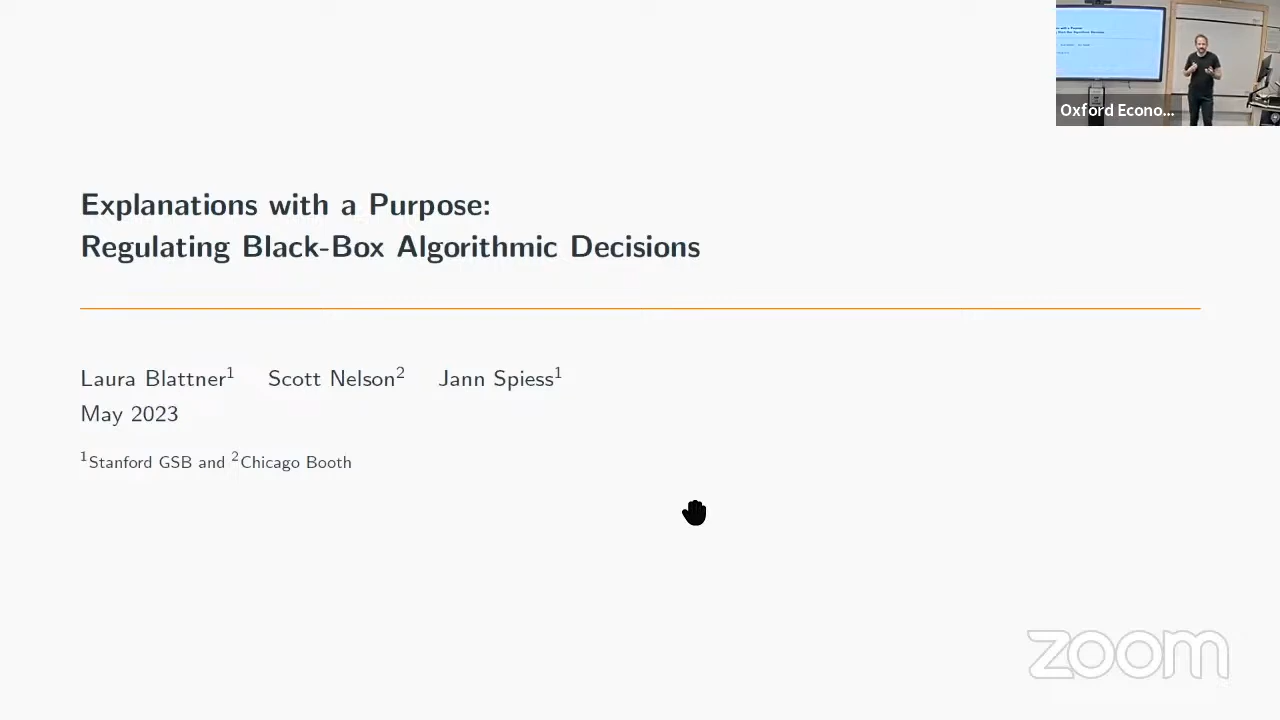 Oxford Econo...
Explanations with a Purpose:
Regulating Black-Box Algorithmic Decisions
Laura Blattner¹ Scott Nelson² Jann Spiess¹
May 2023
¹Stanford GSB and ²Chicago Booth
zoom